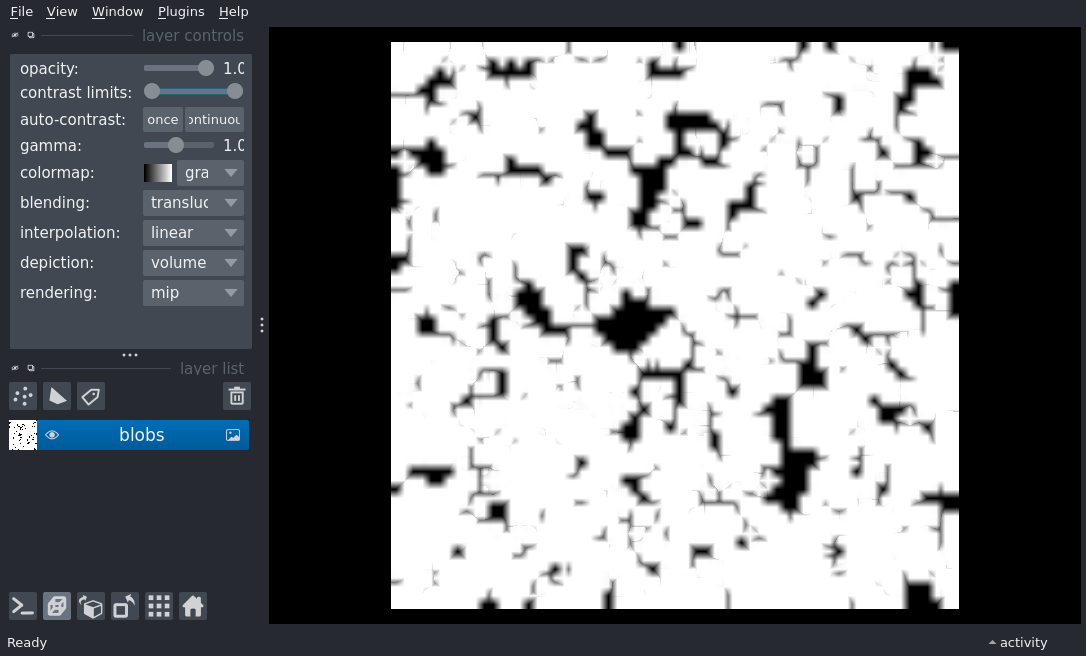 File View Window Plugins Help
layer controls
opacity: 1.0
contrast limits:
auto-contrast: once ontinuou
gamma: 1.0
colormap: gra
blending: transluc
interpolation: linear
depiction: volume
rendering: mip
layer list
blobs
Ready activity